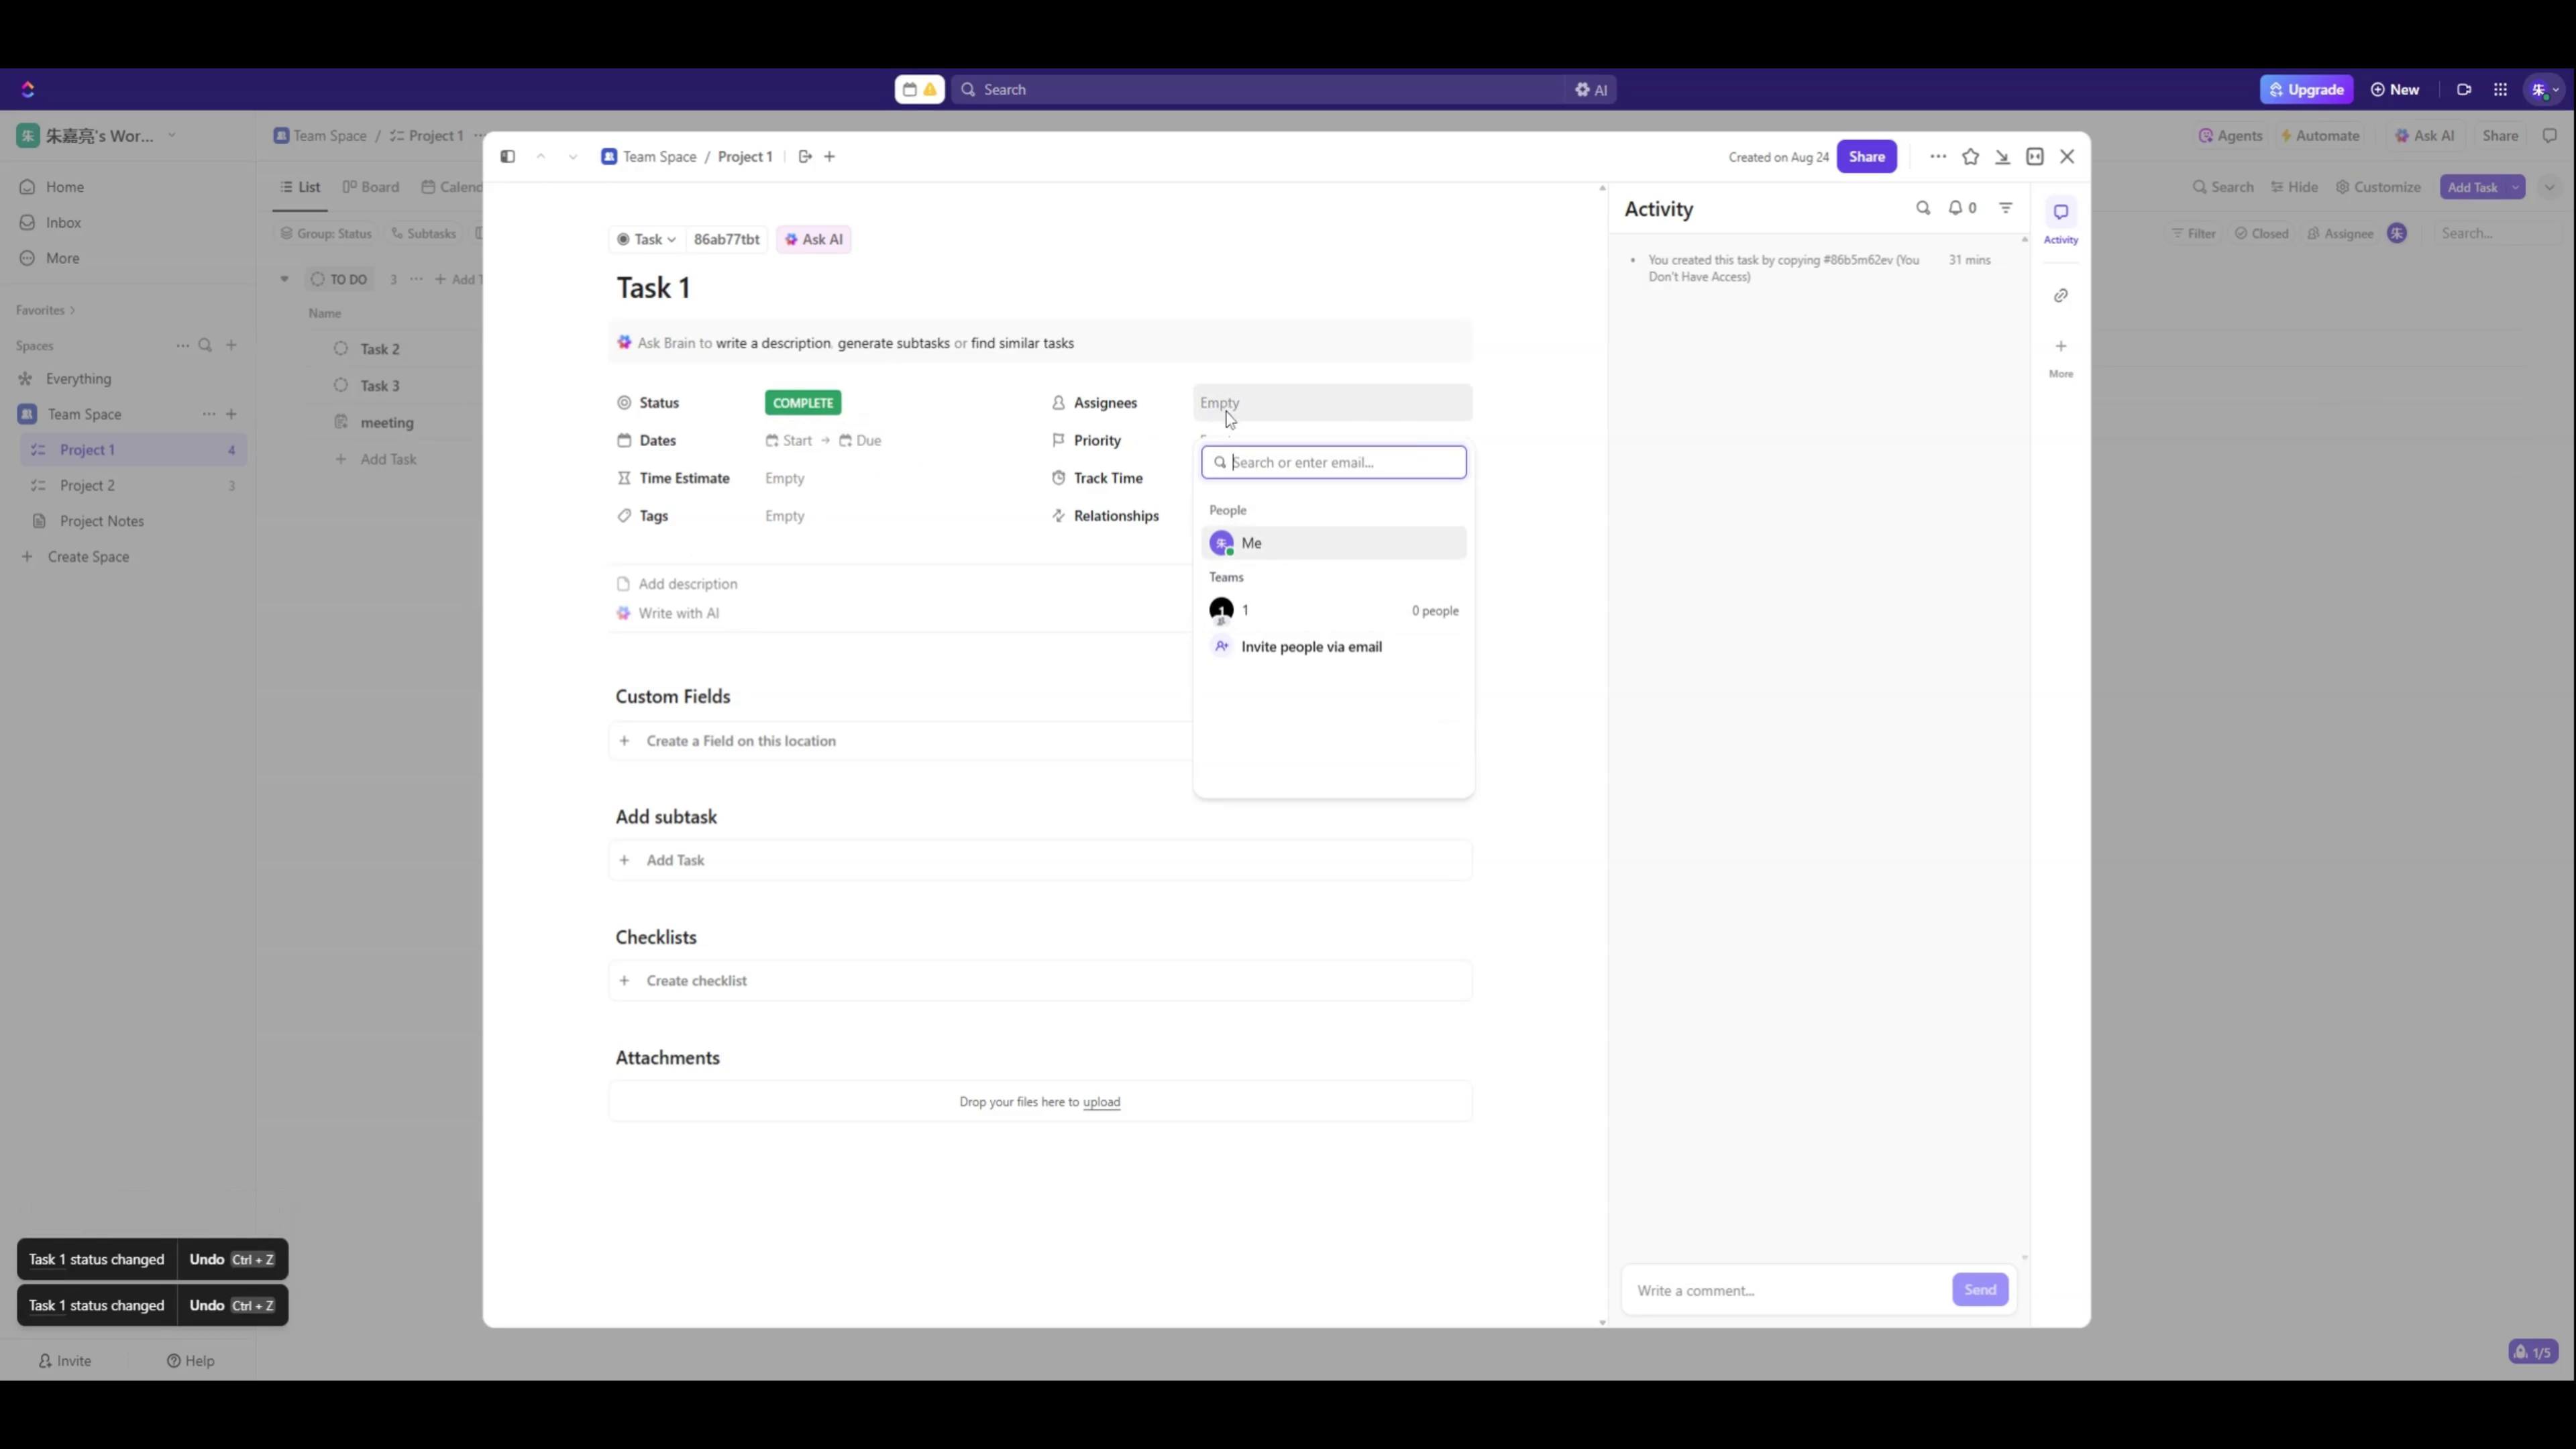 Search
AI
Upgrade
New
朱
朱 朱嘉亮's Wor...
Team Space / Project 1 ...
Agents
Automate
Ask AI
Share
Home
Inbox
More
Favorites
Spaces
Everything
Team Space
Project 1 4
Project 2 3
Project Notes
Create Space
List
Board
Calend
Group: Status
Subtasks
TO DO 3 ... + Add T
Name
Task 2
Task 3
meeting
+ Add Task
Search
Hide
Customize
Add Task
Filter
Closed
Assignee
朱
Search...
Team Space / Project 1
Created on Aug 24
Share
Task
86ab77tbt
Ask AI
Task 1
Ask Brain to write a description, generate subtasks or find similar tasks
Status COMPLETE
Assignees Empty
Dates Start → Due
Priority
Time Estimate Empty
Track Time
Tags Empty
Relationships
Search or enter email...
People
朱 Me
Teams
1 1 0 people
Invite people via email
Add description
Write with AI
Custom Fields
+ Create a Field on this location
Add subtask
+ Add Task
Checklists
+ Create checklist
Attachments
Drop your files here to upload
Activity
0
• You created this task by copying #86b5m62ev (You 31 mins
Don't Have Access)
Activity
More
Write a comment...
Send
Task 1 status changed Undo Ctrl + Z
Task 1 status changed Undo Ctrl + Z
Invite
Help
1/5